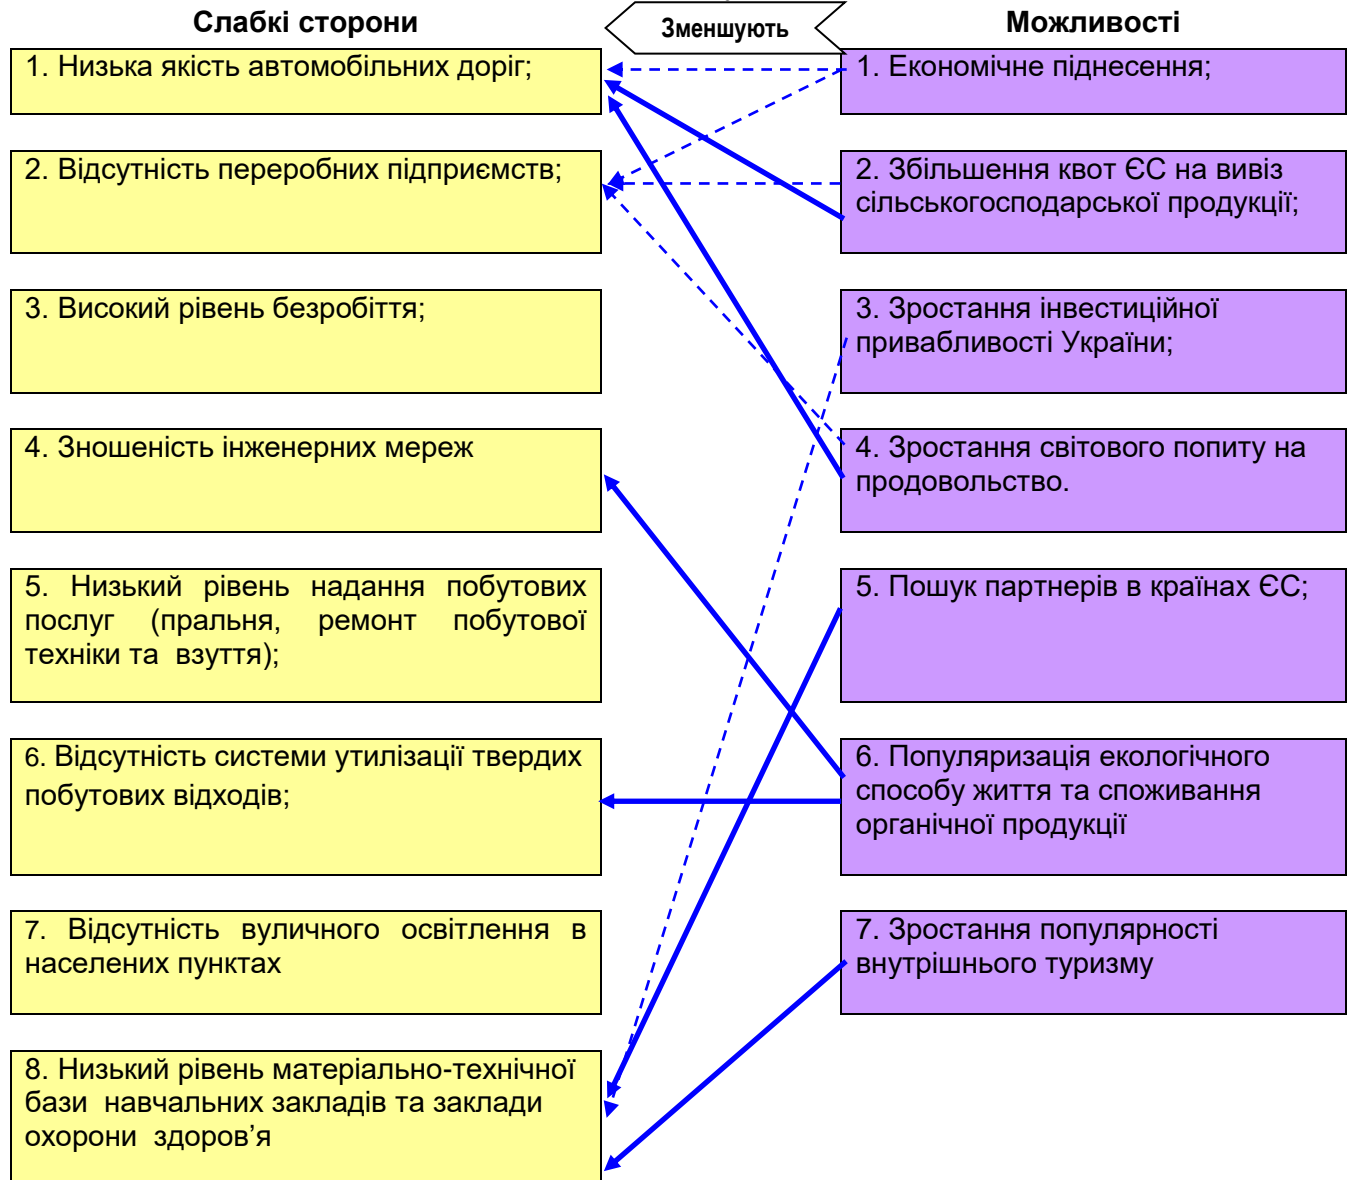 Слабкі сторони
Зменшують
Можливості
1. Низька якість автомобільних доріг;
2. Відсутність переробних підприємств;
3. Високий рівень безробіття;
4. Зношеність інженерних мереж
5. Низький рівень надання побутових
послуг (пральня, ремонт побутової
техніки та взуття);
6. Відсутність системи утилізації твердих
побутових відходів;
7. Відсутність вуличного освітлення в
населених пунктах
8. Низький рівень матеріально-технічної
бази навчальних закладів та заклади
охорони здоров’я
1. Економічне піднесення;
2. Збільшення квот ЄС на вивіз
сільськогосподарської продукції;
3. Зростання інвестиційної
привабливості України;
4. Зростання світового попиту на
продовольство.
5. Пошук партнерів в країнах ЄС;
6. Популяризація екологічного
способу життя та споживання
органічної продукції
7. Зростання популярності
внутрішнього туризму